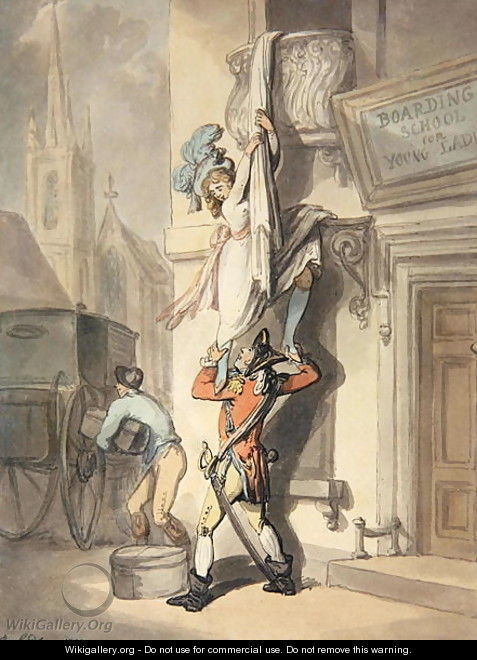 BOARDING
SCHOOL
for
YOUNG LADI
WikiGallery.Org
Wikigallery.org - Do not use for commercial use. Do not remove this marking.